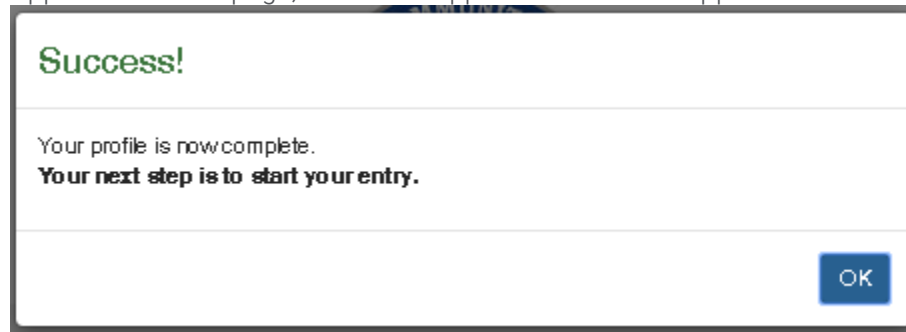 Success!
Your profile is now complete.
Your next step is to start your entry.
OK